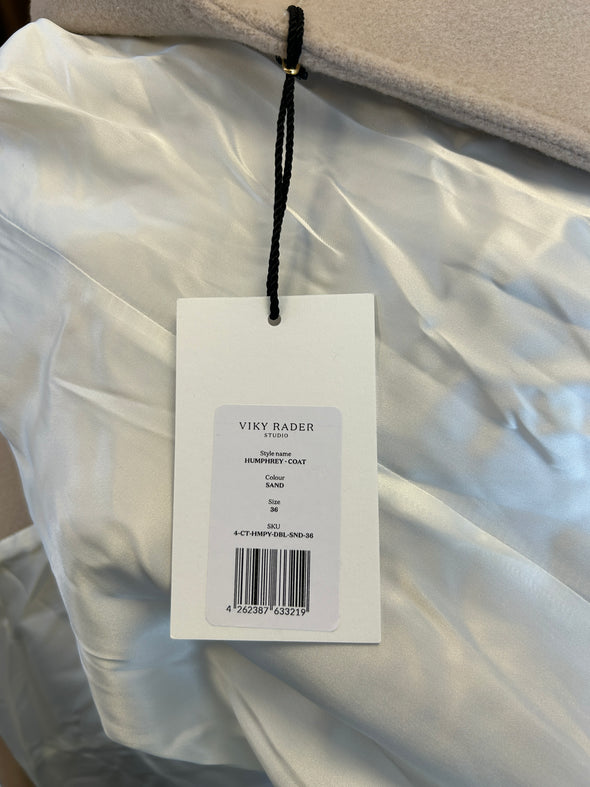 VIKY RADER
STUDIO
Style name
HUMPHREY - COAT
Colour
SAND
Size
36
SKU
4-CT-HMPY-DBL-SND-36
4 262387 633219